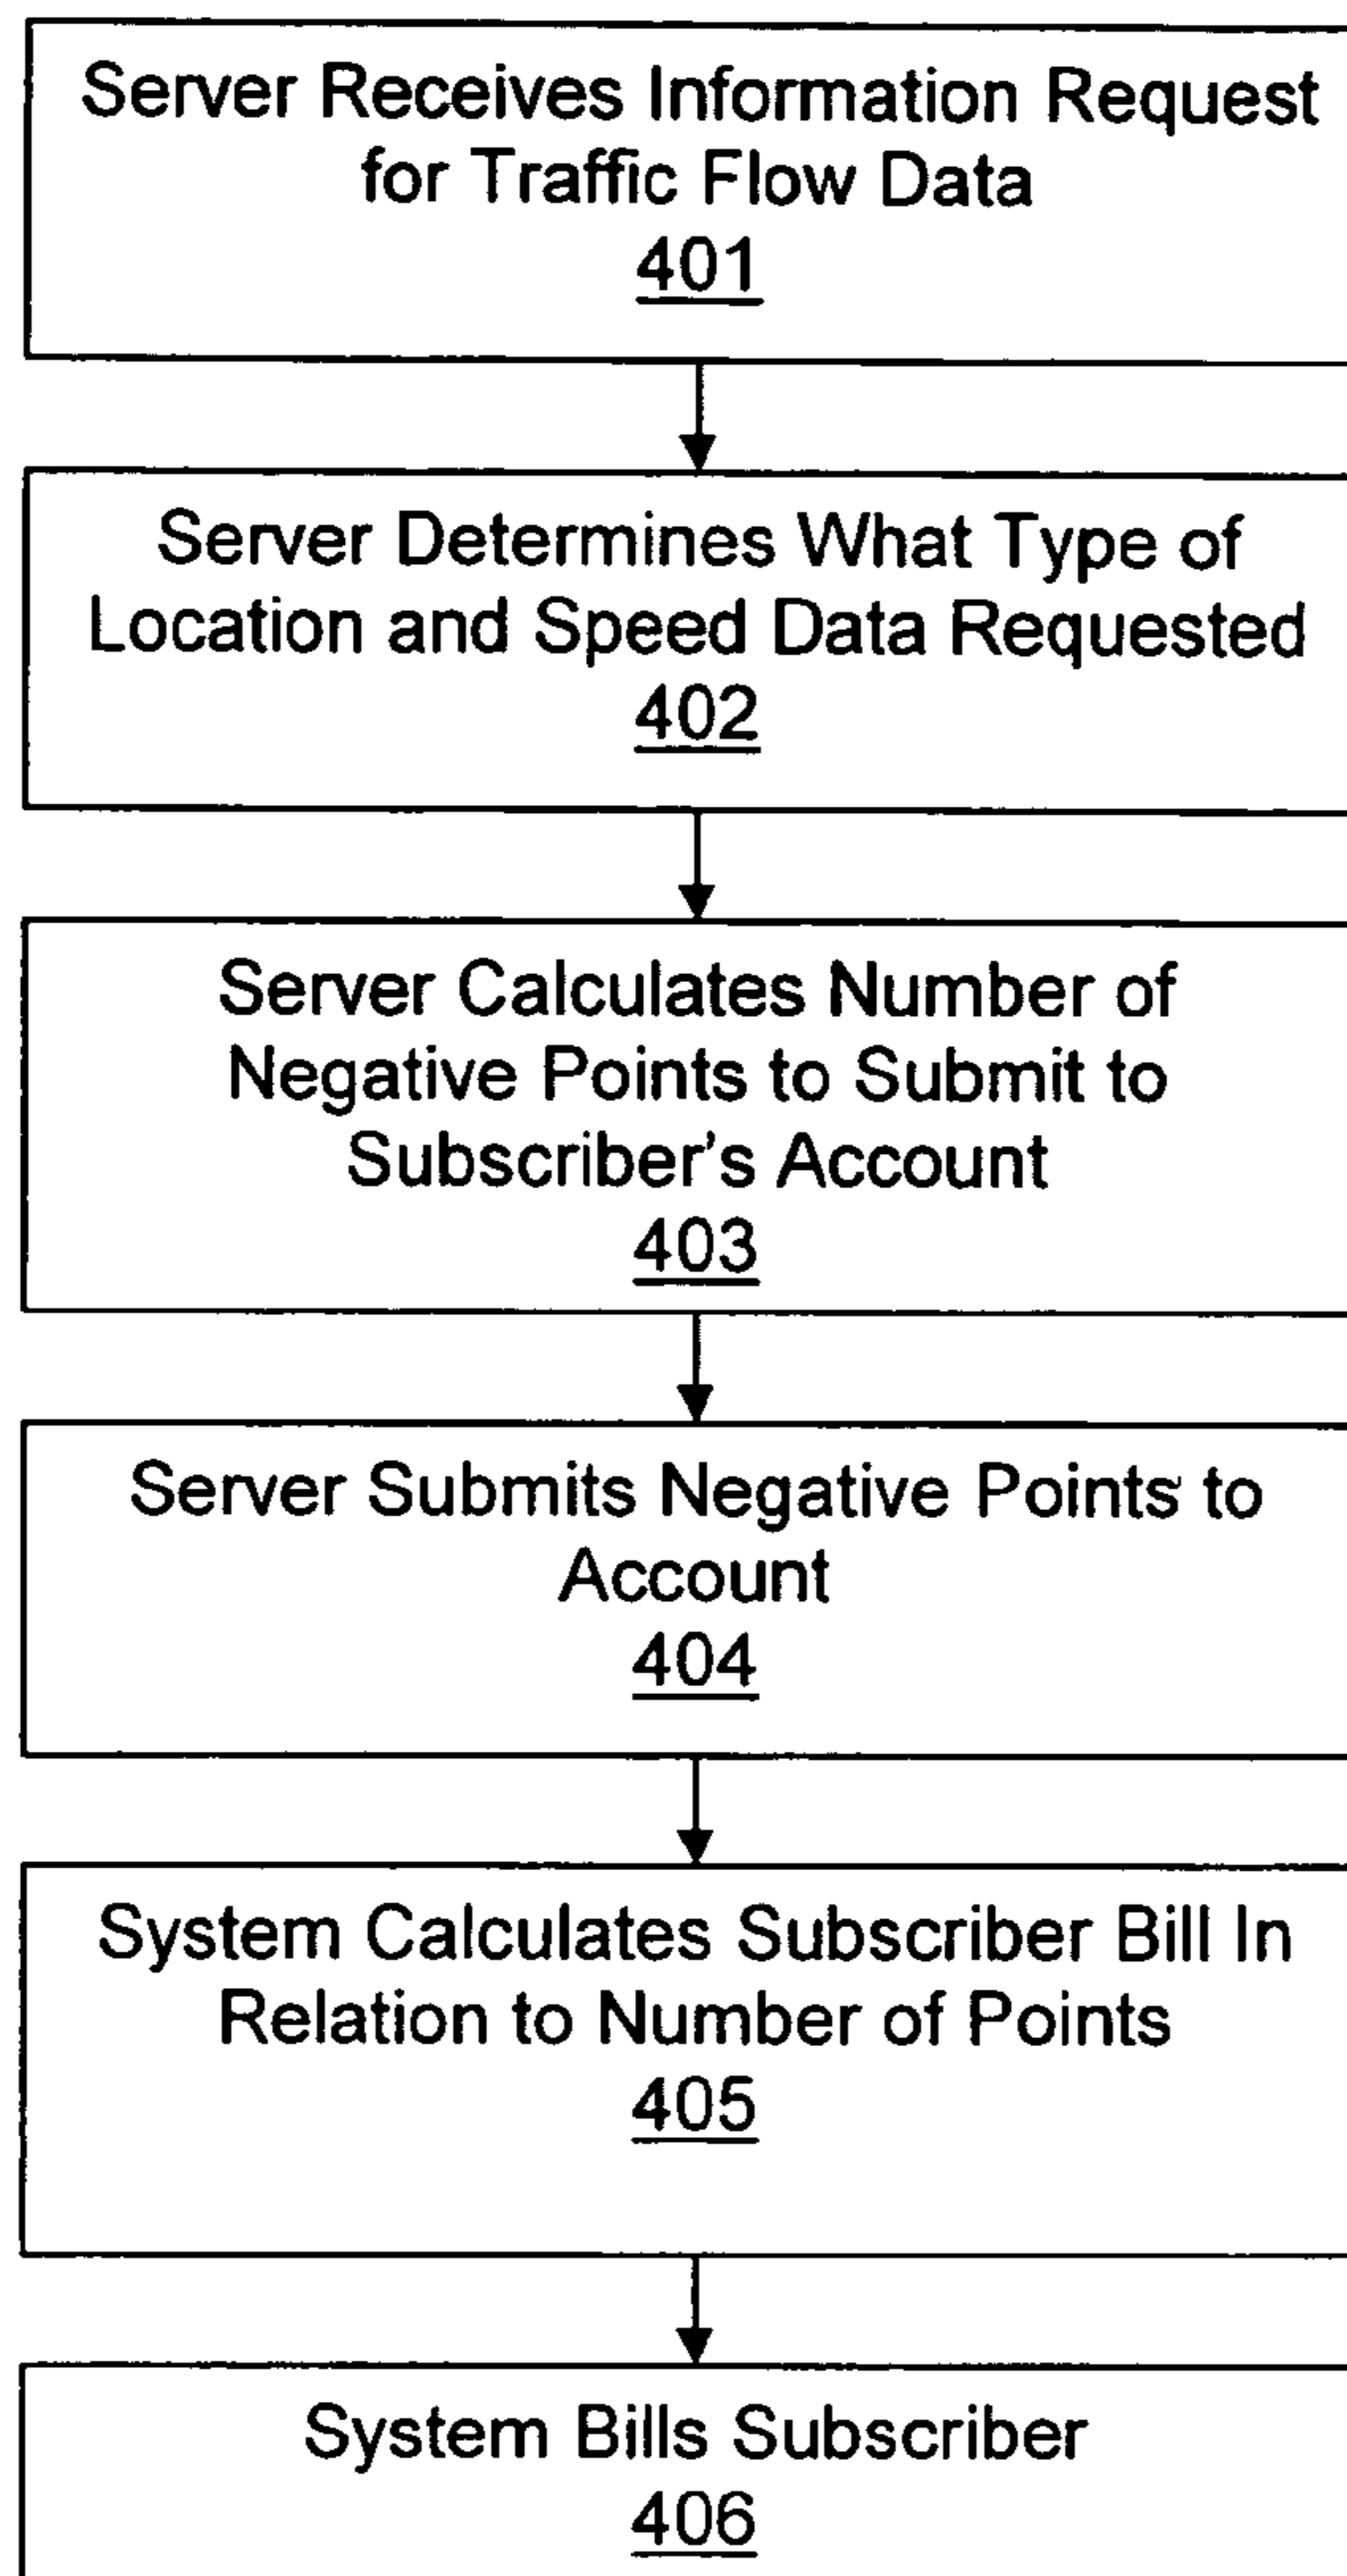 Server Receives Information Request
for Traffic Flow Data
401
Server Determines What Type of
Location and Speed Data Requested
402
Server Calculates Number of
Negative Points to Submit to
Subscriber's Account
403
Server Submits Negative Points to
Account
404
System Calculates Subscriber Bill In
Relation to Number of Points
405
System Bills Subscriber
406